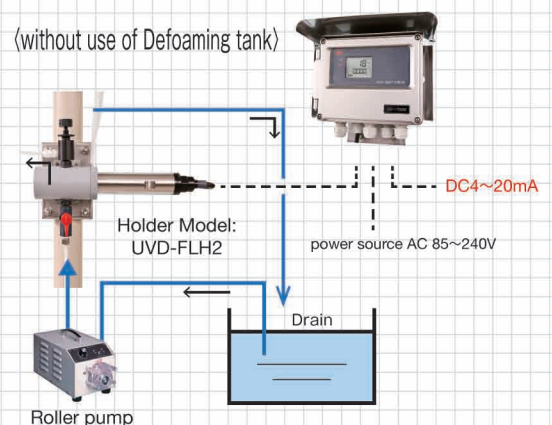 〈without use of Defoaming tank〉
DC4～20mA
Holder Model:
UVD-FLH2
power source AC 85～240V
Drain
Roller pump